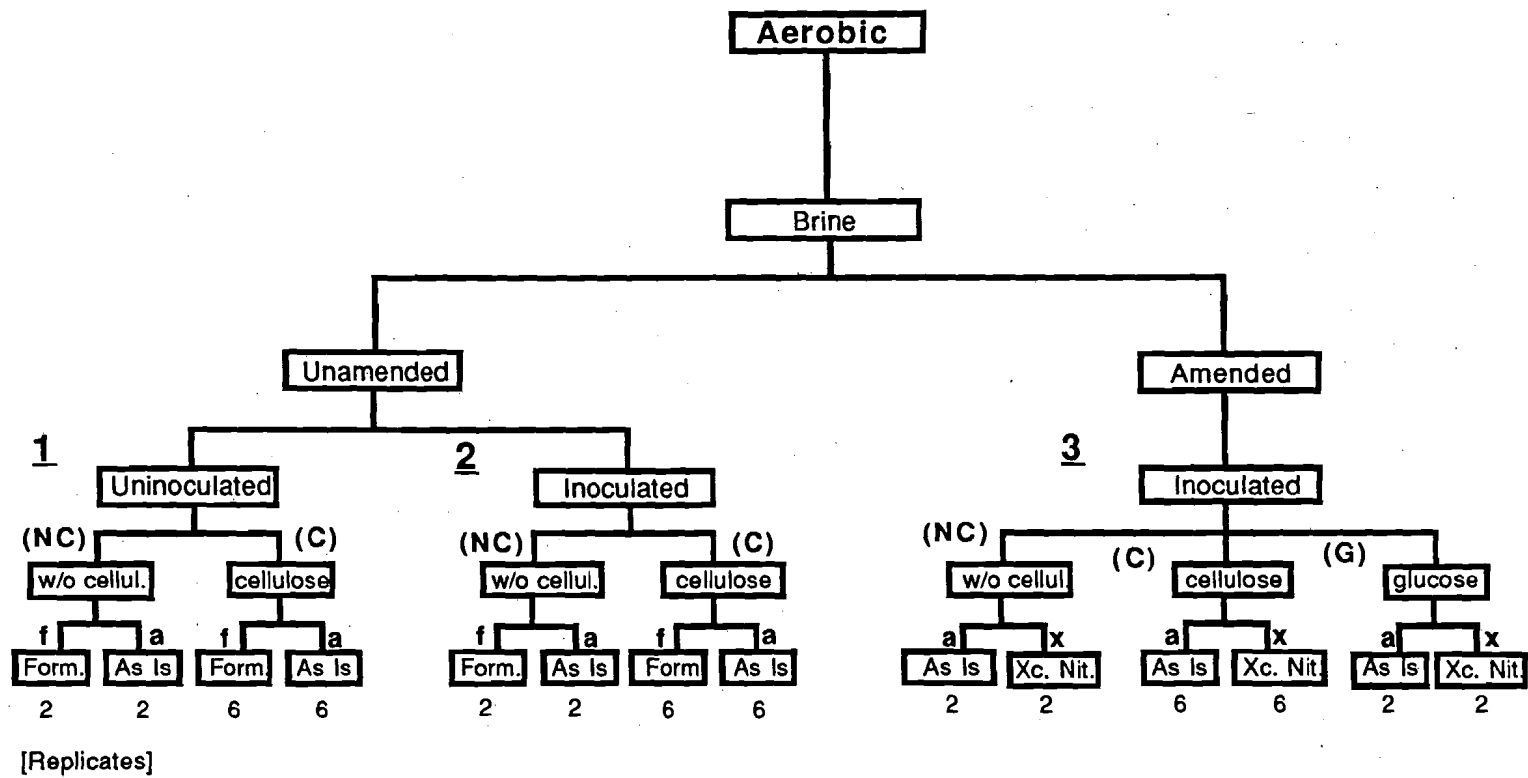 Aerobic
Brine
Unamended
Amended
1
2
3
Uninoculated
Inoculated
Inoculated
(NC)
(C)
(NC)
(C)
(NC)
(C)
(G)
w/o cellul.
cellulose
w/o cellul.
cellulose
w/o cellul.
cellulose
glucose
f
a
f
a
f
a
f
a
a
x
a
x
a
x
Form.
As Is
Form.
As Is
Form.
As Is
Form
As Is
As Is
Xc. Nit.
As Is
Xc. Nit.
As Is
Xc. Nit.
2
2
6
6
2
2
6
6
2
2
6
6
2
2
[Replicates]